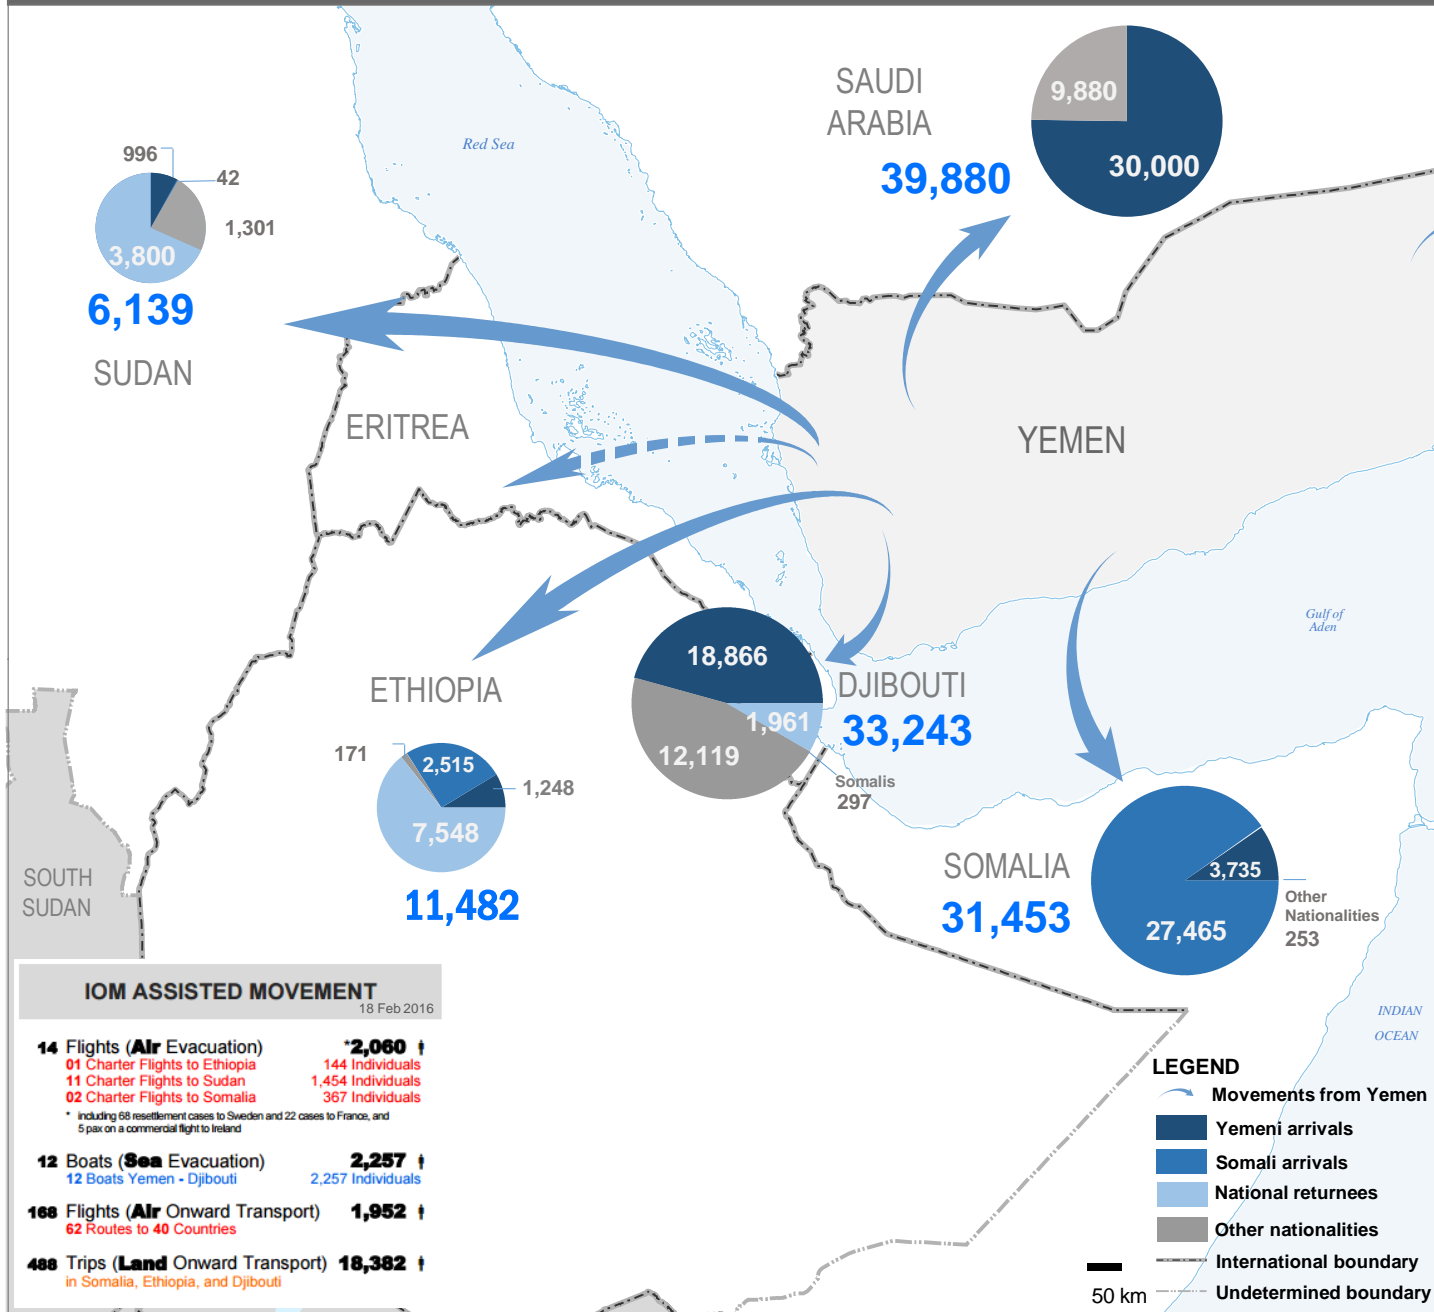 SAUDI
ARABIA
39,880
9,880
30,000
Red Sea
996
42
1,301
3,800
6,139
SUDAN
ERITREA
YEMEN
Gulf of
Aden
ETHIOPIA
171
2,515
1,248
7,548
11,482
18,866
1,961
12,119
DJIBOUTI
33,243
Somalis
297
SOMALIA
31,453
3,735
27,465
Other
Nationalities
253
SOUTH
SUDAN
INDIAN
OCEAN
IOM ASSISTED MOVEMENT
18 Feb 2016
14 Flights (Air Evacuation) *2,060
01 Charter Flights to Ethiopia 144 Individuals
11 Charter Flights to Sudan 1,454 Individuals
02 Charter Flights to Somalia 367 Individuals
* including 68 resettlement cases to Sweden and 22 cases to France, and
5 pax on a commercial flight to Ireland
12 Boats (Sea Evacuation) 2,257
12 Boats Yemen - Djibouti 2,257 Individuals
168 Flights (Air Onward Transport) 1,952
62 Routes to 40 Countries
488 Trips (Land Onward Transport) 18,382
in Somalia, Ethiopia, and Djibouti
LEGEND
Movements from Yemen
Yemeni arrivals
Somali arrivals
National returnees
Other nationalities
International boundary
Undetermined boundary
50 km